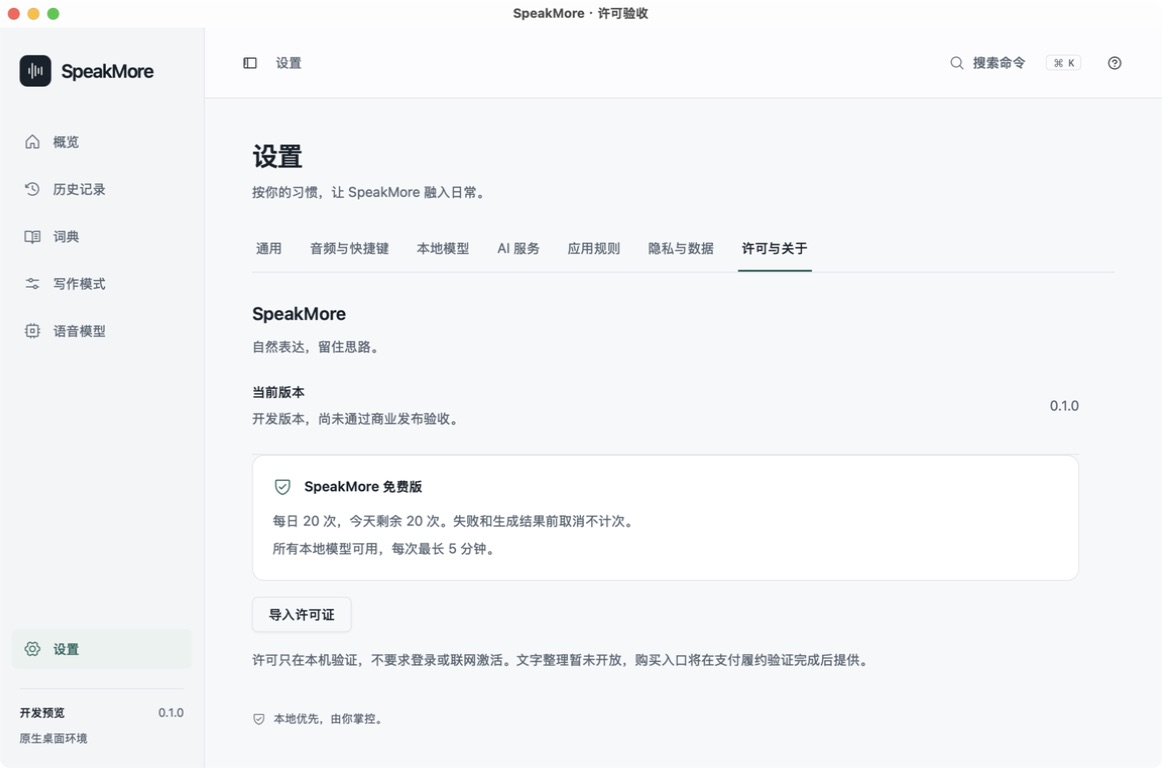 SpeakMore · 许可验收
SpeakMore
设置
搜索命令
⌘ K
概览
历史记录
词典
写作模式
语音模型
设置
开发预览
0.1.0
原生桌面环境
设置
按你的习惯，让 SpeakMore 融入日常。
通用 音频与快捷键 本地模型 AI 服务 应用规则 隐私与数据 许可与关于
SpeakMore
自然表达，留住思路。
当前版本
开发版本，尚未通过商业发布验收。
0.1.0
SpeakMore 免费版
每日 20 次，今天剩余 20 次。失败和生成结果前取消不计次。
所有本地模型可用，每次最长 5 分钟。
导入许可证
许可只在本机验证，不要求登录或联网激活。文字整理暂未开放，购买入口将在支付履约验证完成后提供。
本地优先，由你掌控。